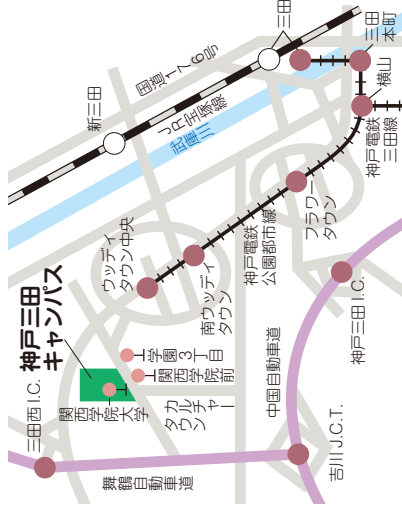 三田
国道176号
三田
本町
横山
新三田
JR宝塚線
武庫川
神戸電鉄
三田線
フラワー
タウン
神戸電鉄
公園都市線
ウッディ
タウン中央
南ウッディ
タウン
神戸三田
キャンパス
学園3丁目
関西学院前
関西学院大学
カルチャー
タウン
中国自動車道
神戸三田 I.C.
三田西 I.C.
舞鶴自動車道
吉川 J.C.T.